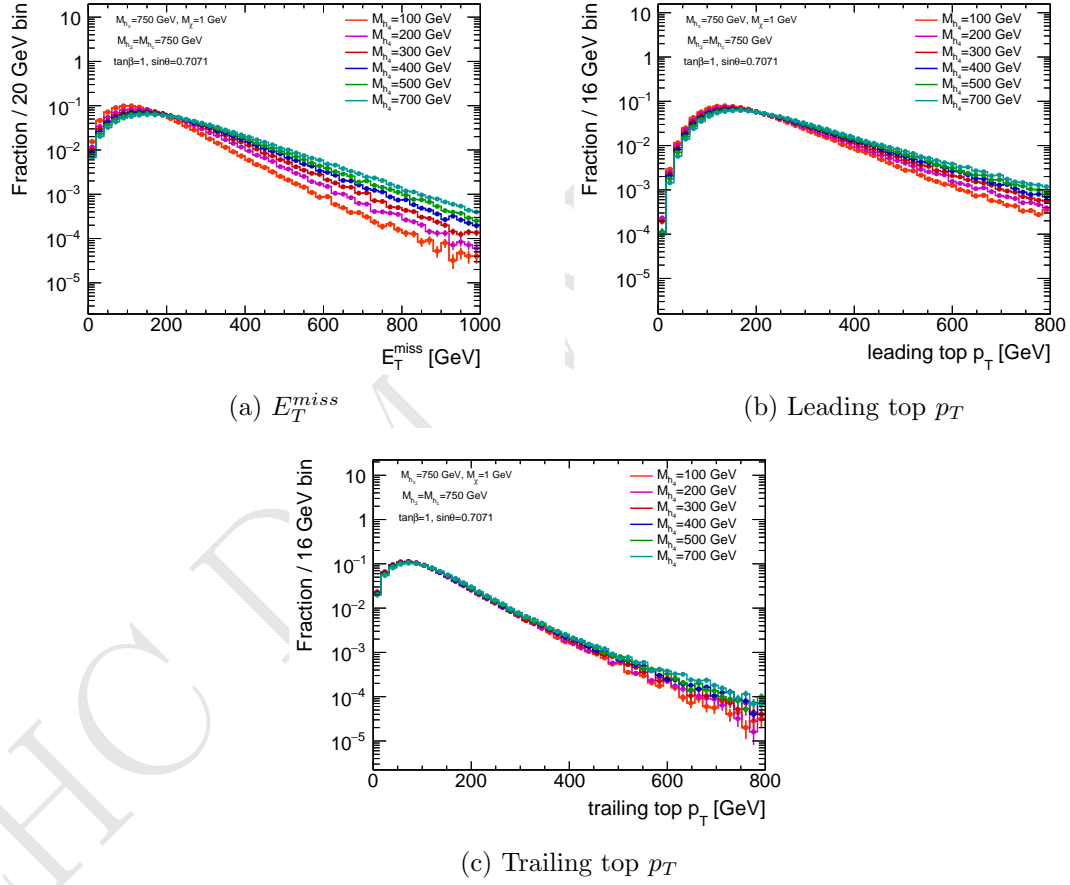 Fraction / 20 GeV bin
10
1
10⁻¹
10⁻²
10⁻³
10⁻⁴
10⁻⁵
M_h₃=750 GeV, M_χ=1 GeV
M_h₂=M_hc=750 GeV
tanβ=1, sinθ=0.7071
M_h₄=100 GeV
M_h₄=200 GeV
M_h₄=300 GeV
M_h₄=400 GeV
M_h₄=500 GeV
M_h₄=700 GeV
0 200 400 600 800 1000
E_T^miss [GeV]
(a) E_T^miss
Fraction / 16 GeV bin
10
1
10⁻¹
10⁻²
10⁻³
10⁻⁴
10⁻⁵
M_h₃=750 GeV, M_χ=1 GeV
M_h₂=M_hc=750 GeV
tanβ=1, sinθ=0.7071
M_h₄=100 GeV
M_h₄=200 GeV
M_h₄=300 GeV
M_h₄=400 GeV
M_h₄=500 GeV
M_h₄=700 GeV
0 200 400 600 800
leading top p_T [GeV]
(b) Leading top p_T
Fraction / 16 GeV bin
10
1
10⁻¹
10⁻²
10⁻³
10⁻⁴
10⁻⁵
M_h₃=750 GeV, M_χ=1 GeV
M_h₂=M_hc=750 GeV
tanβ=1, sinθ=0.7071
M_h₄=100 GeV
M_h₄=200 GeV
M_h₄=300 GeV
M_h₄=400 GeV
M_h₄=500 GeV
M_h₄=700 GeV
0 200 400 600 800
trailing top p_T [GeV]
(c) Trailing top p_T
HC D